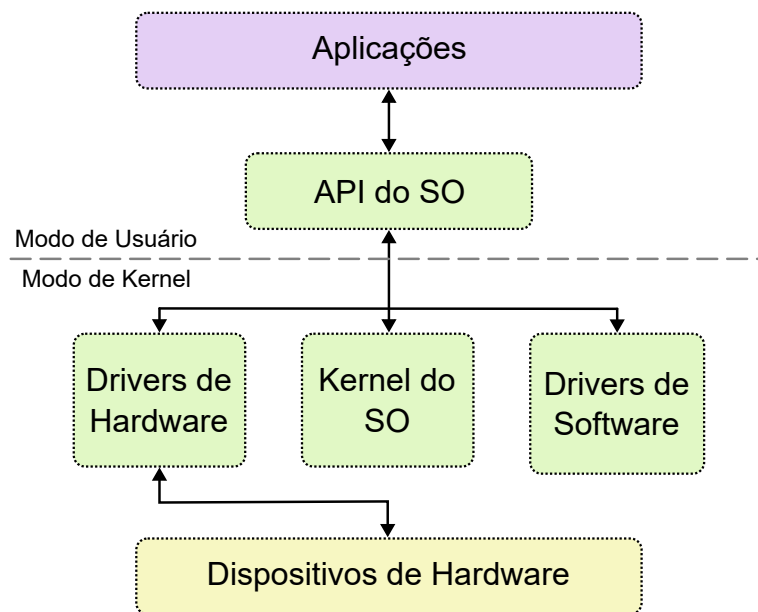 Aplicações
API do SO
Modo de Usuário
Modo de Kernel
Drivers de
Hardware
Kernel do
SO
Drivers de
Software
Dispositivos de Hardware